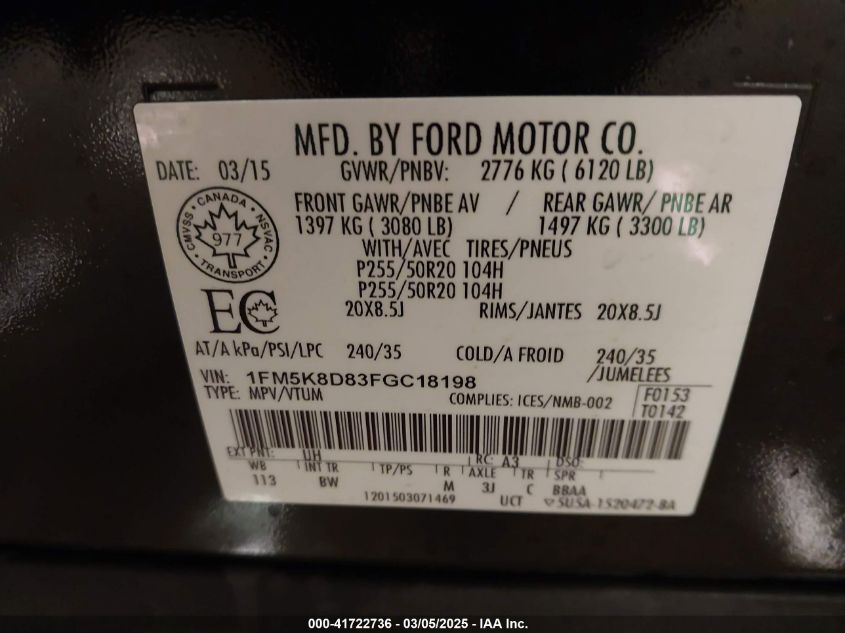 MFD. BY FORD MOTOR CO.
DATE: 03/15 GVWR/PNBV: 2776 KG ( 6120 LB)
FRONT GAWR/PNBE AV / REAR GAWR/ PNBE AR
1397 KG ( 3080 LB) 1497 KG ( 3300 LB)
WITH/AVEC TIRES/PNEUS
P255/50R20 104H
P255/50R20 104H
20X8.5J RIMS/JANTES 20X8.5J
CANADA
CMVSS NSVAC
977
TRANSPORT
EC
AT/A kPa/PSI/LPC 240/35 COLD/A FROID 240/35
/JUMELEES
VIN: 1FM5K8D83FGC18198
TYPE: MPV/VTUM COMPLIES: ICES/NMB-002 F0153
T0142
EXT PNT: UH RC: A3 DSO:
WB INT TR TP/PS R AXLE TR SPR
113 BW M 3J C BBAA
1201503071469 UCT 5U5A-1520472-BA
000-41722736 - 03/05/2025 - IAA Inc.